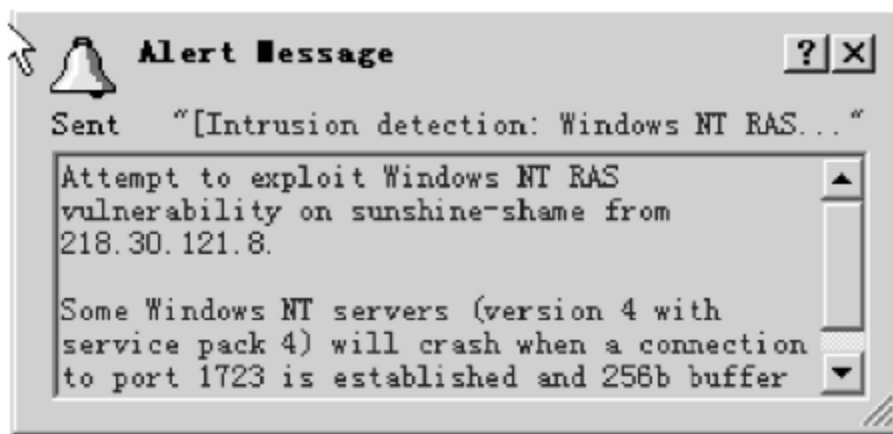 Alert Message
Sent "[Intrusion detection: Windows NT RAS..."
Attempt to exploit Windows NT RAS
vulnerability on sunshine-shame from
218.30.121.8.
Some Windows NT servers (version 4 with
service pack 4) will crash when a connection
to port 1723 is established and 256b buffer